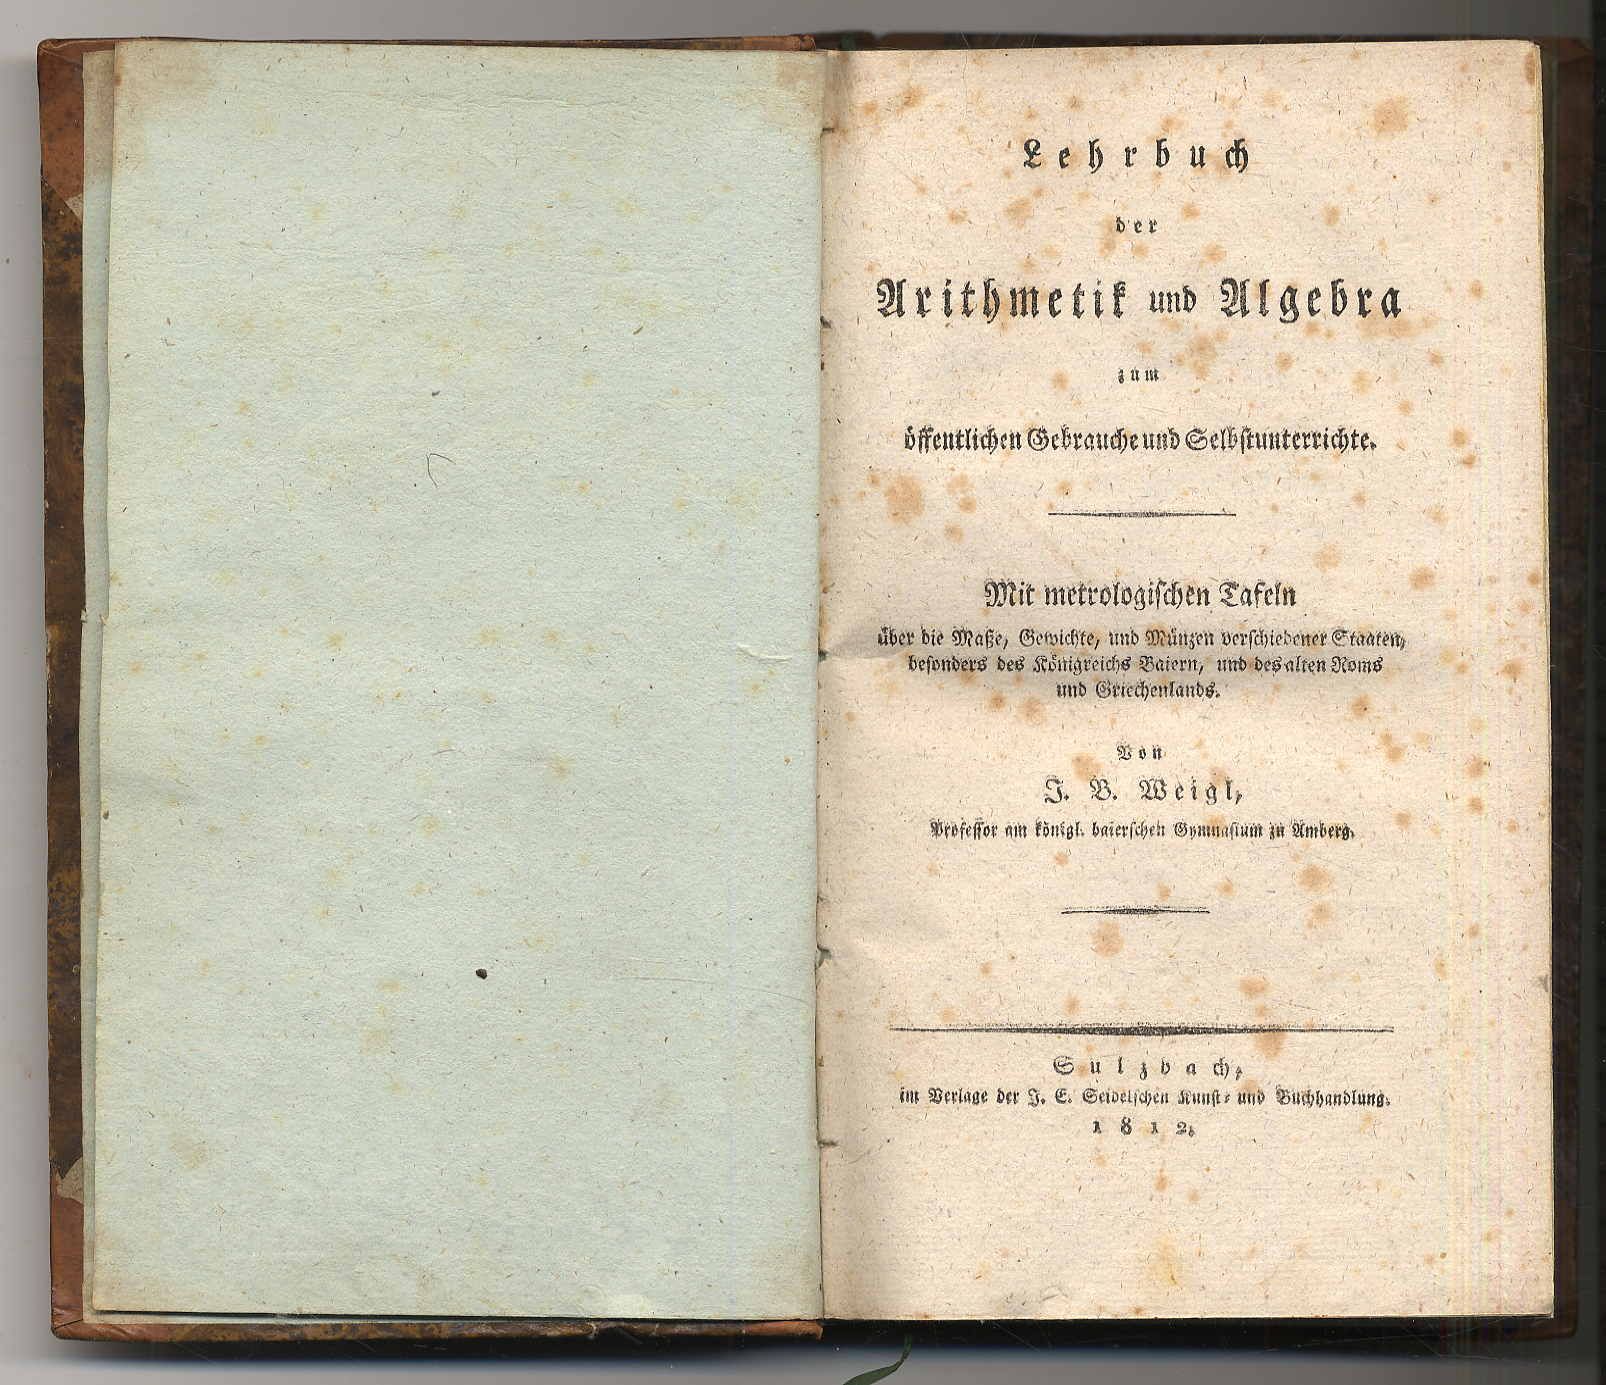 Lehrbuch
der
Arithmetik und Algebra
zum
öffentlichen Gebrauche und Selbstunterrichte.
Mit metrologischen Tafeln
über die Maße, Gewichte, und Münzen verschiedener Staaten,
besonders des Königreichs Baiern, und des alten Roms
und Griechenlands.
Von
J. B. Weigl,
Professor am königl. baierschen Gymnasium zu Amberg.
Sulzbach,
im Verlage der J. E. Seidelschen Kunst- und Buchhandlung.
1812.